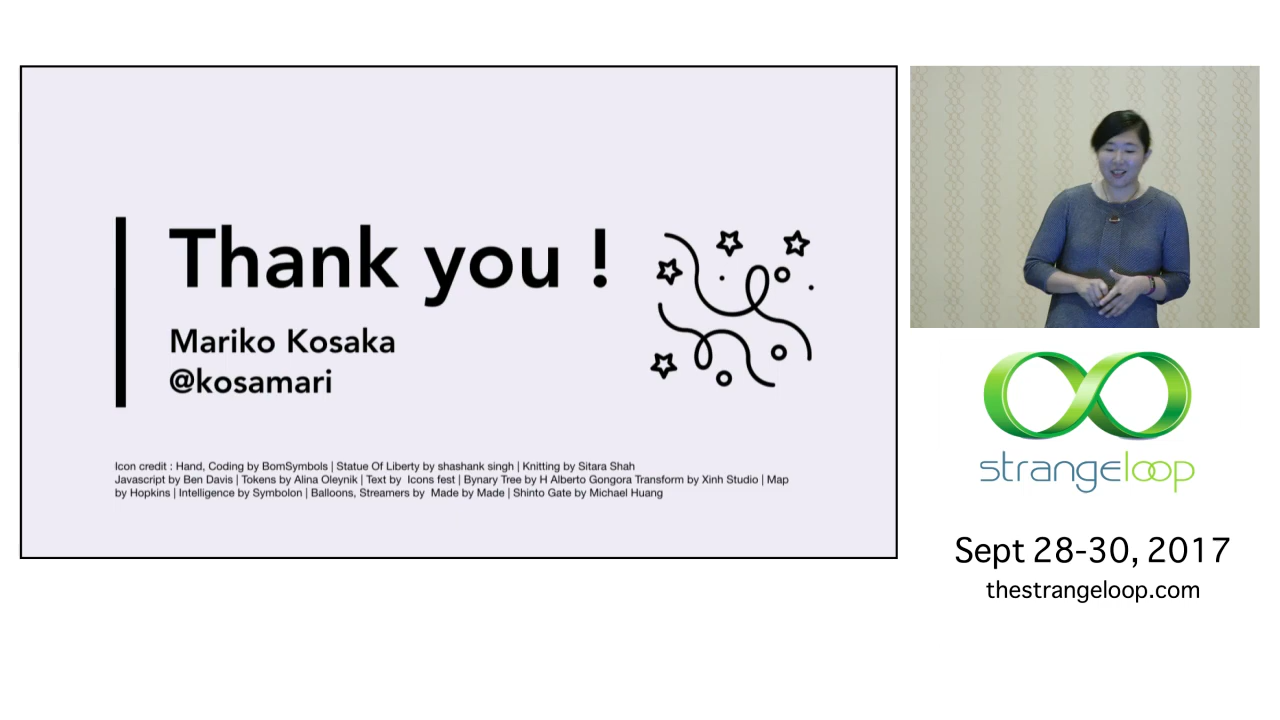 Thank you !
Mariko Kosaka
@kosamari
Icon credit : Hand, Coding by BomSymbols | Statue Of Liberty by shashank singh | Knitting by Sitara Shah
Javascript by Ben Davis | Tokens by Alina Oleynik | Text by Icons fest | Bynary Tree by H Alberto Gongora Transform by Xinh Studio | Map
by Hopkins | Intelligence by Symbolon | Balloons, Streamers by Made by Made | Shinto Gate by Michael Huang
strangeloop
Sept 28-30, 2017
thestrangeloop.com